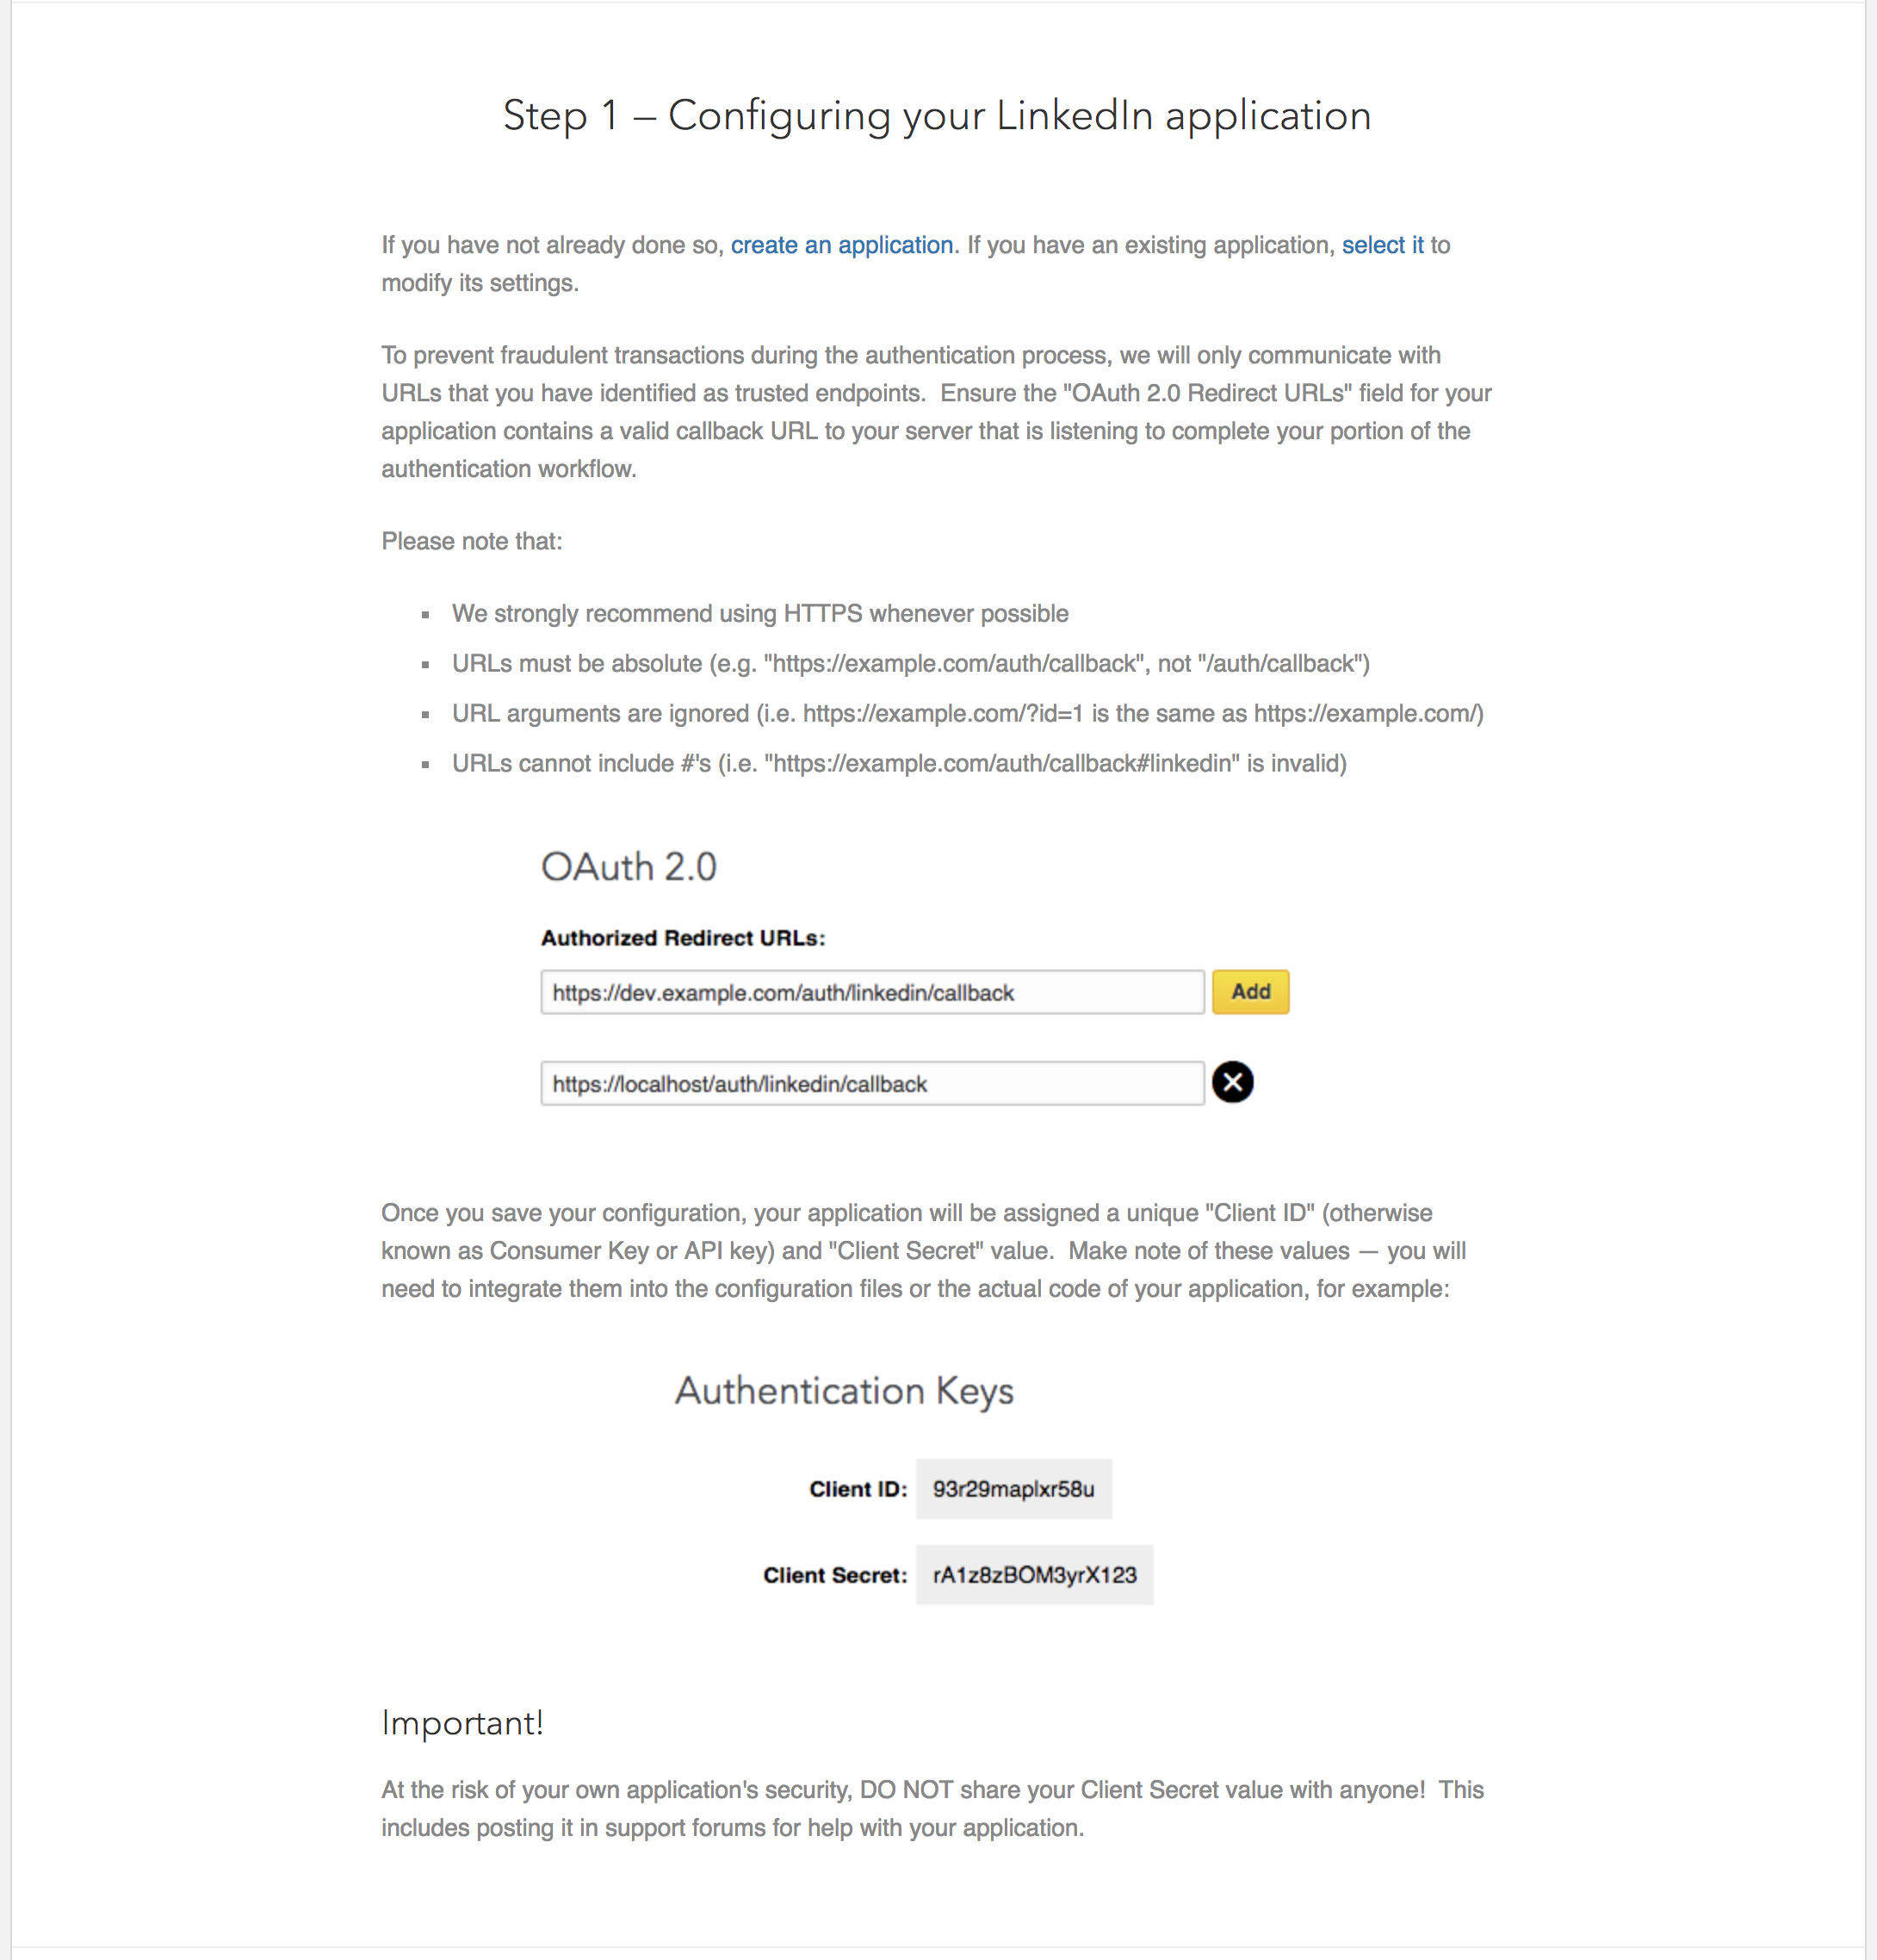 Step 1 – Configuring your LinkedIn application
If you have not already done so, create an application. If you have an existing application, select it to
modify its settings.
To prevent fraudulent transactions during the authentication process, we will only communicate with
URLs that you have identified as trusted endpoints.  Ensure the "OAuth 2.0 Redirect URLs" field for your
application contains a valid callback URL to your server that is listening to complete your portion of the
authentication workflow.
Please note that:
▪ We strongly recommend using HTTPS whenever possible
▪ URLs must be absolute (e.g. "https://example.com/auth/callback", not "/auth/callback")
▪ URL arguments are ignored (i.e. https://example.com/?id=1 is the same as https://example.com/)
▪ URLs cannot include #'s (i.e. "https://example.com/auth/callback#linkedin" is invalid)
OAuth 2.0
Authorized Redirect URLs:
https://dev.example.com/auth/linkedin/callback Add
https://localhost/auth/linkedin/callback
Once you save your configuration, your application will be assigned a unique "Client ID" (otherwise
known as Consumer Key or API key) and "Client Secret" value.  Make note of these values — you will
need to integrate them into the configuration files or the actual code of your application, for example:
Authentication Keys
Client ID: 93r29maplxr58u
Client Secret: rA1z8zBOM3yrX123
Important!
At the risk of your own application's security, DO NOT share your Client Secret value with anyone!  This
includes posting it in support forums for help with your application.